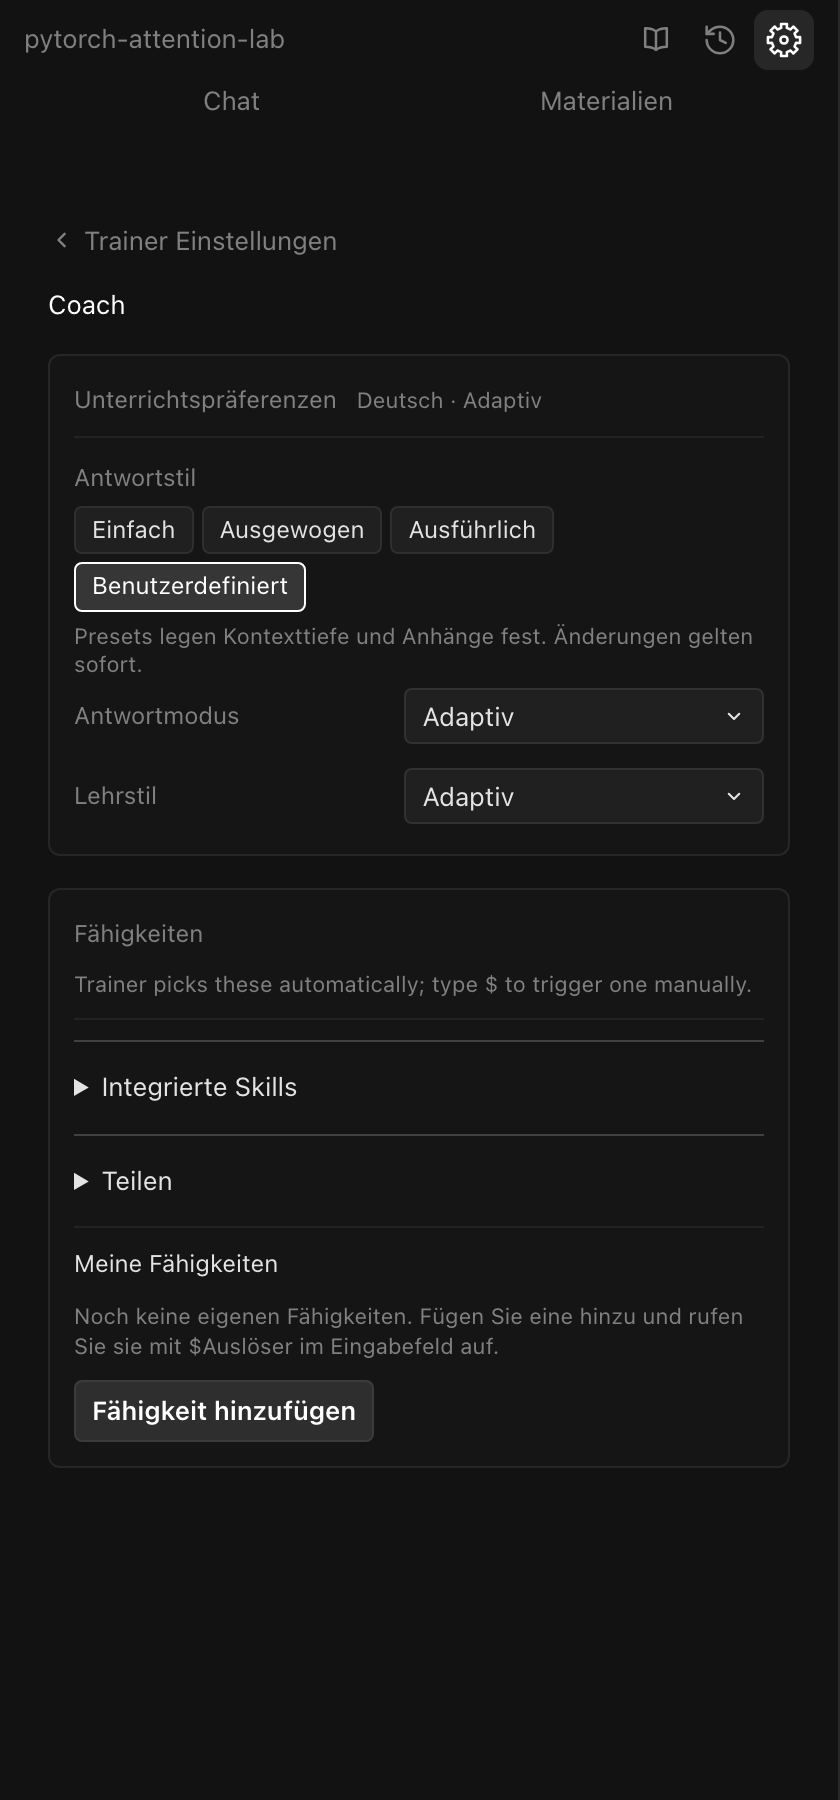 pytorch-attention-lab
Chat
Materialien
Trainer Einstellungen
Coach
Unterrichtspräferenzen Deutsch · Adaptiv
Antwortstil
Einfach Ausgewogen Ausführlich
Benutzerdefiniert
Presets legen Kontexttiefe und Anhänge fest. Änderungen gelten
sofort.
Antwortmodus Adaptiv
Lehrstil Adaptiv
Fähigkeiten
Trainer picks these automatically; type $ to trigger one manually.
Integrierte Skills
Teilen
Meine Fähigkeiten
Noch keine eigenen Fähigkeiten. Fügen Sie eine hinzu und rufen
Sie sie mit $Auslöser im Eingabefeld auf.
Fähigkeit hinzufügen